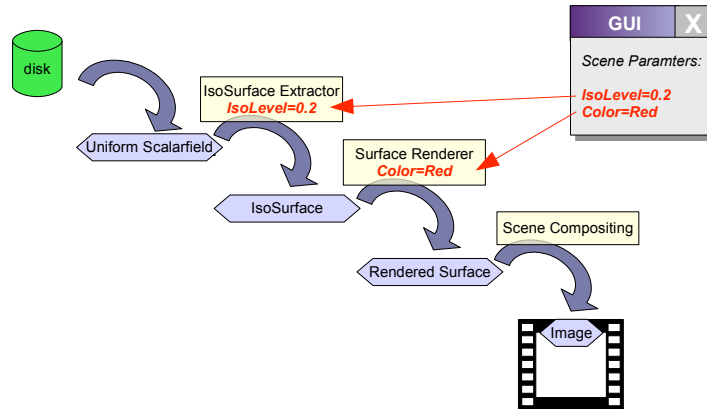 GUI
X
disk
Scene Paramters:
IsoSurface Extractor
IsoLevel=0.2
IsoLevel=0.2
Color=Red
Uniform Scalarfield
Surface Renderer
Color=Red
IsoSurface
Scene Compositing
Rendered Surface
Image